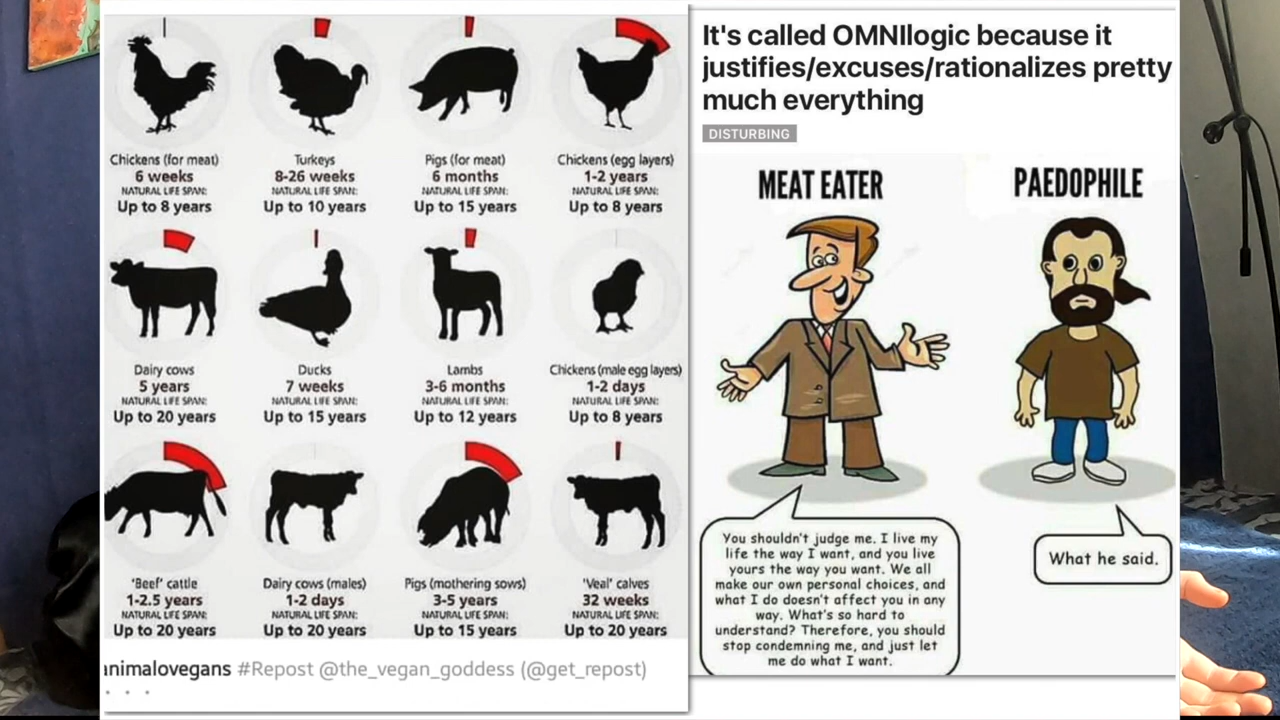 Chickens (for meat)
6 weeks
NATURAL LIFE SPAN:
Up to 8 years
Turkeys
8-26 weeks
NATURAL LIFE SPAN:
Up to 10 years
Pigs (for meat)
6 months
NATURAL LIFE SPAN:
Up to 15 years
Chickens (egg layers)
1-2 years
NATURAL LIFE SPAN:
Up to 8 years
Dairy cows
5 years
NATURAL LIFE SPAN:
Up to 20 years
Ducks
7 weeks
NATURAL LIFE SPAN:
Up to 15 years
Lambs
3-6 months
NATURAL LIFE SPAN:
Up to 12 years
Chickens (male egg layers)
1-2 days
NATURAL LIFE SPAN:
Up to 8 years
'Beef' cattle
1-2.5 years
NATURAL LIFE SPAN:
Up to 20 years
Dairy cows (males)
1-2 days
NATURAL LIFE SPAN:
Up to 20 years
Pigs (mothering sows)
3-5 years
NATURAL LIFE SPAN:
Up to 15 years
'Veal' calves
32 weeks
NATURAL LIFE SPAN:
Up to 20 years
animalovegans #Repost @the_vegan_goddess (@get_repost)
It's called OMNIlogic because it
justifies/excuses/rationalizes pretty
much everything
DISTURBING
MEAT EATER
PAEDOPHILE
You shouldn't judge me. I live my
life the way I want, and you live
yours the way you want. We all
make our own personal choices, and
what I do doesn't affect you in any
way. What's so hard to
understand? Therefore, you should
stop condemning me, and just let
me do what I want.
What he said.